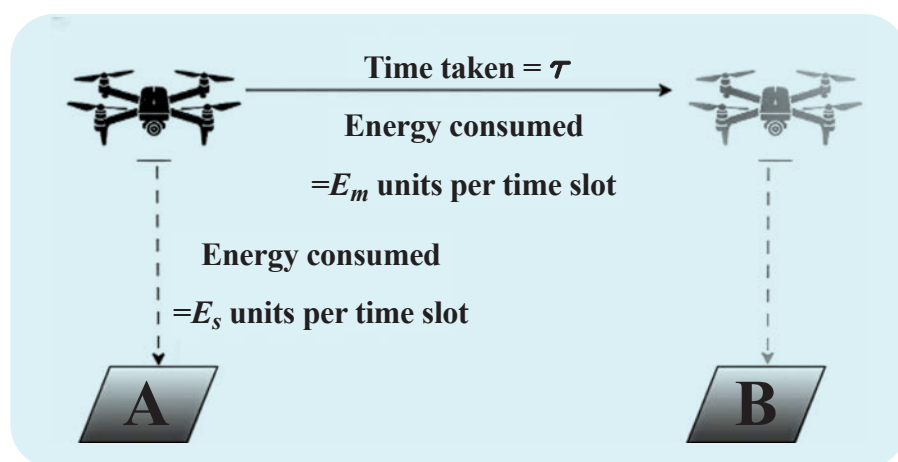 Time taken = τ
Energy consumed
=Em units per time slot
Energy consumed
=Es units per time slot
A
B